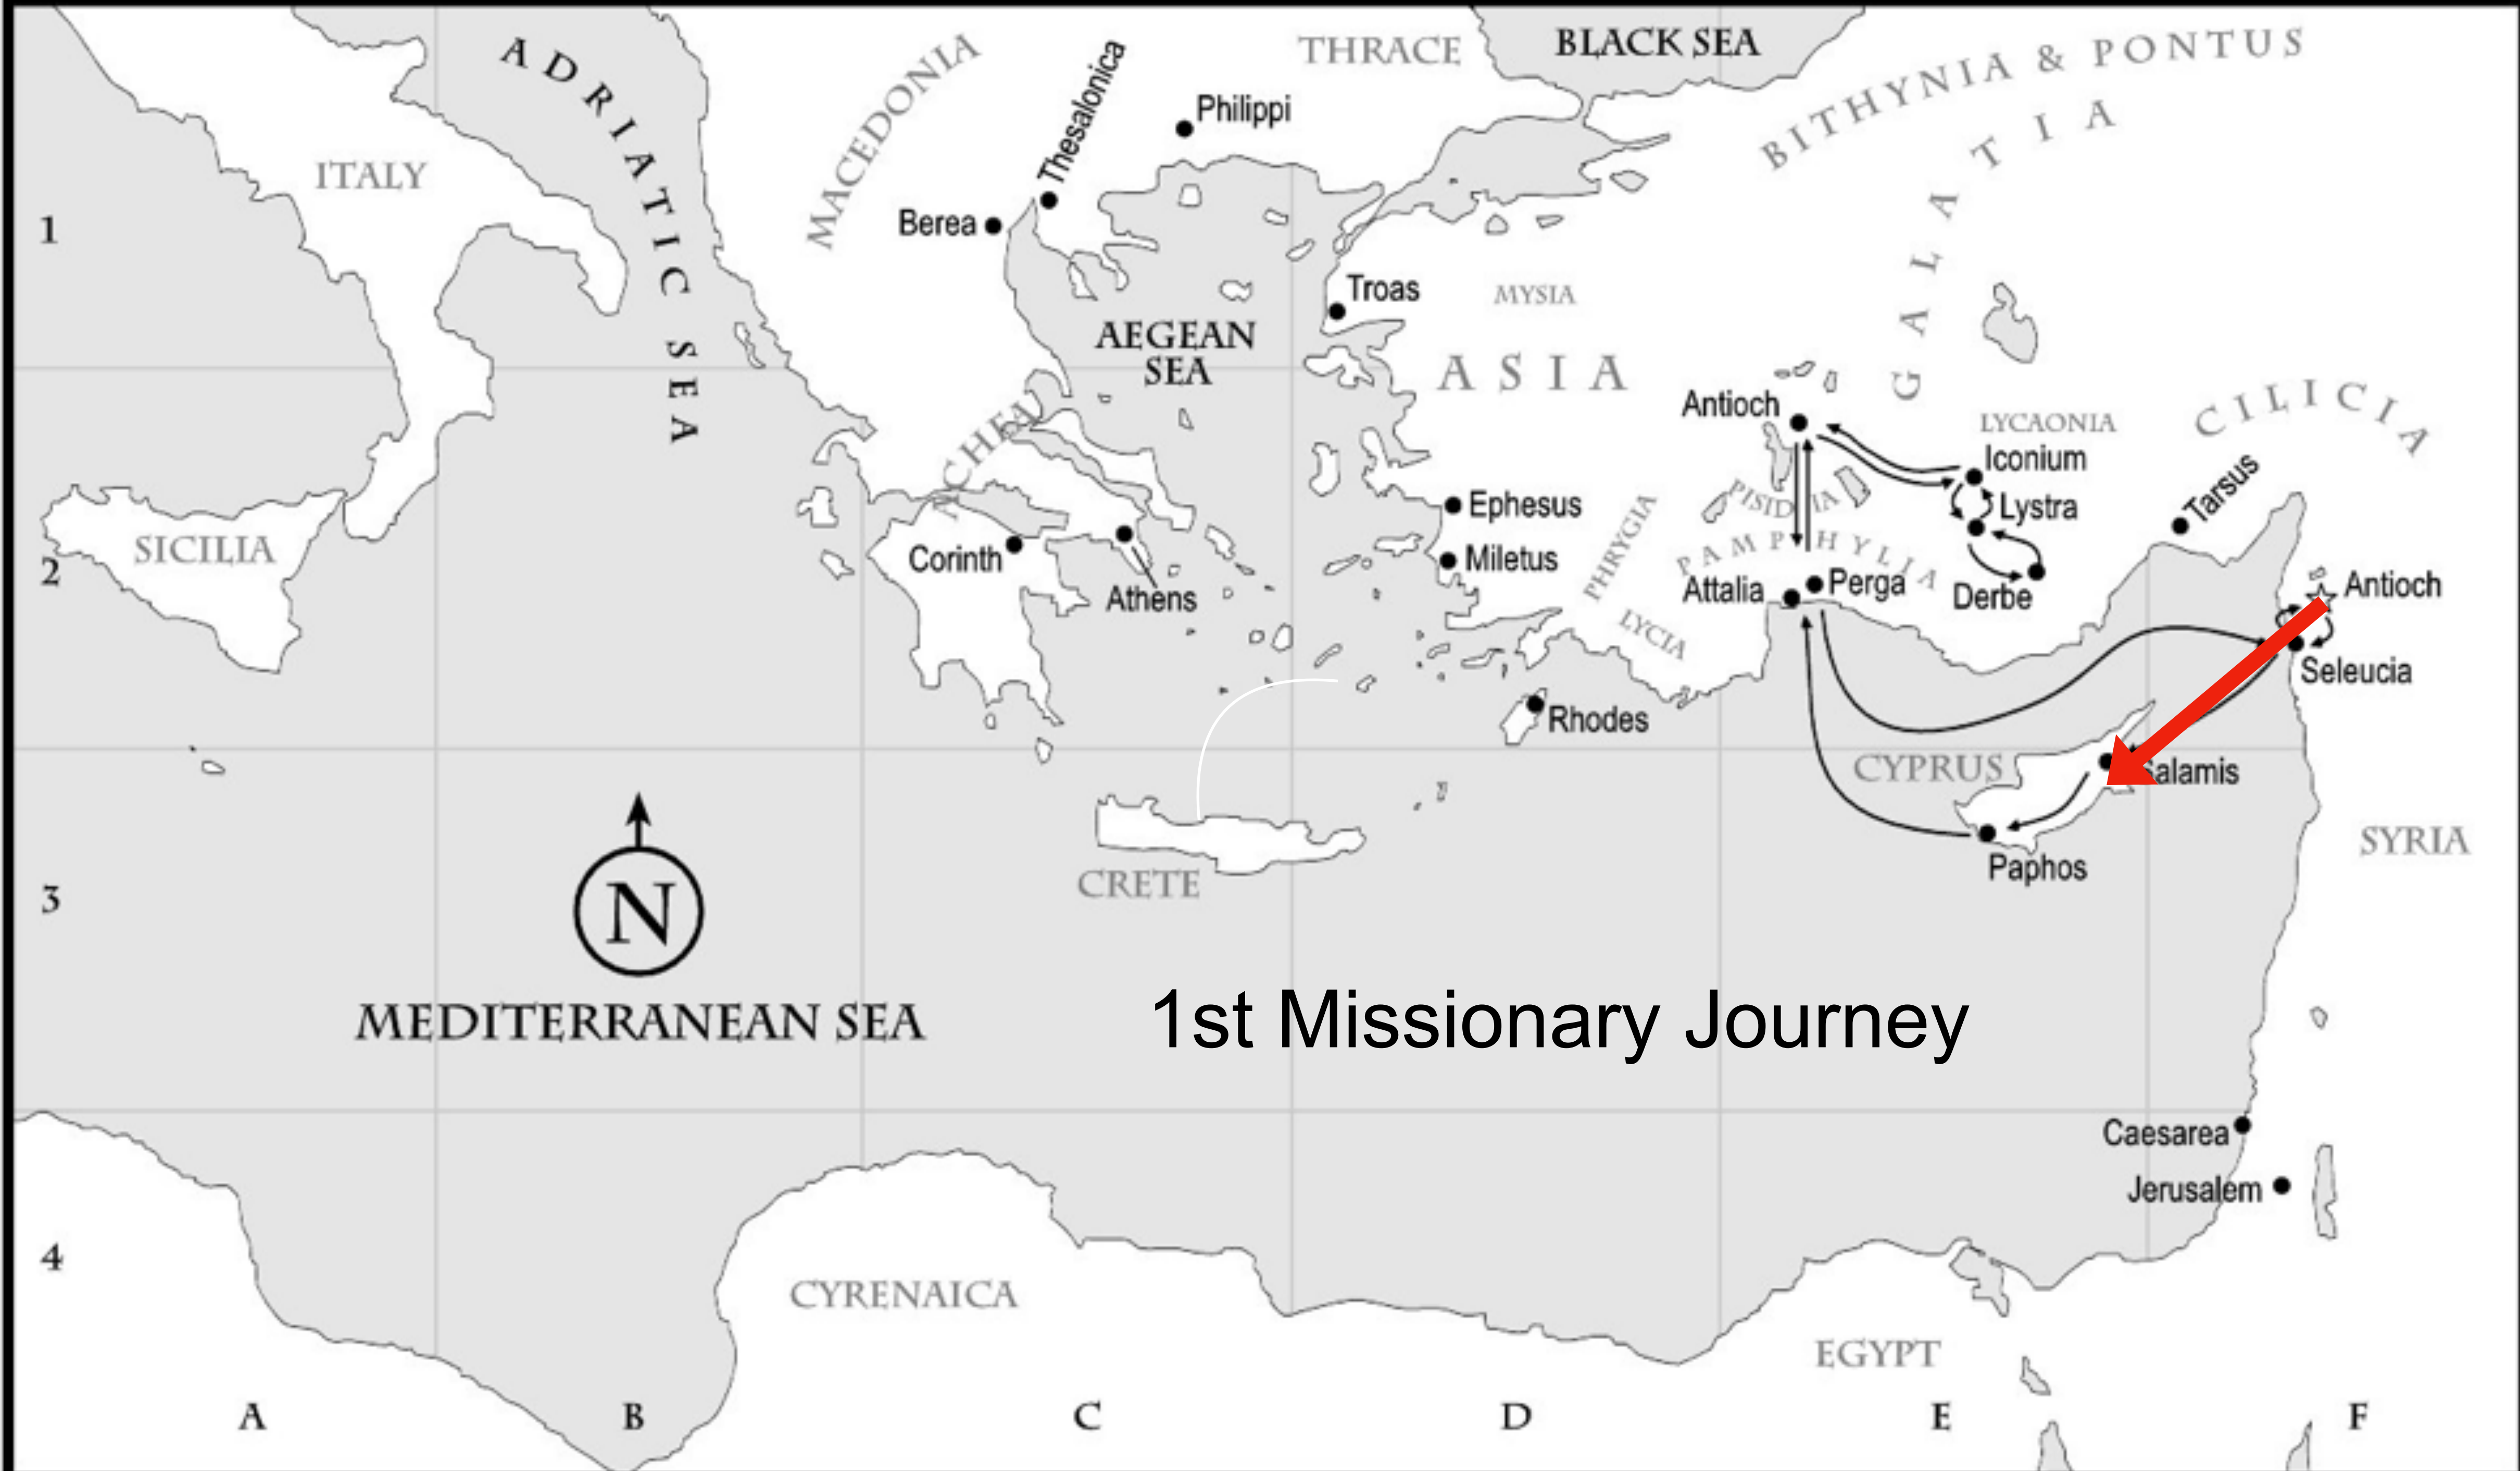 ADRIATIC SEA
MACEDONIA
Thesalonica
THRACE
BLACK SEA
BITHYNIA & PONTUS
GALATIA
Philippi
ITALY
1
Berea
Troas
MYSIA
AEGEAN
SEA
ASIA
Antioch
LYCAONIA
CILICIA
ACHEA
Iconium
Tarsus
PISIDIA
Ephesus
Lystra
SICILIA
Corinth
PHRYGIA
PAMPHYLIA
2
Miletus
Athens
Attalia
Perga
Derbe
Antioch
LYCIA
Seleucia
Rhodes
CYPRUS
alamis
SYRIA
Paphos
CRETE
3
N
MEDITERRANEAN SEA
1st Missionary Journey
Caesarea
Jerusalem
4
CYRENAICA
EGYPT
A B C D E F